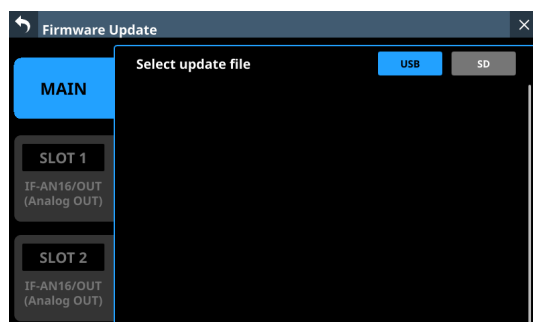 Firmware Update
Select update file
USB
SD
MAIN
SLOT 1
IF-AN16/OUT
(Analog OUT)
SLOT 2
IF-AN16/OUT
(Analog OUT)